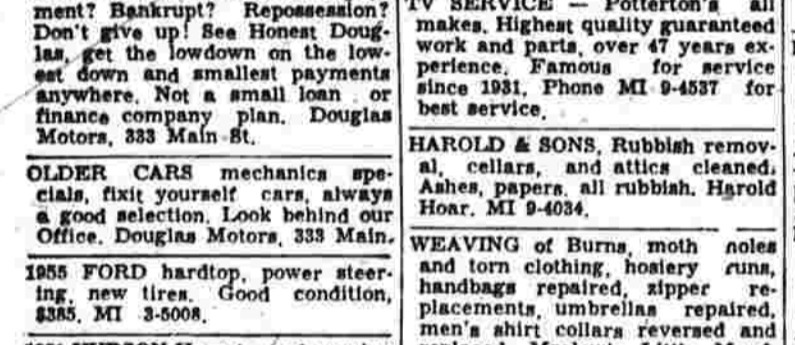 ment? Bankrupt? Repossession?
Don't give up! See Honest Doug-
las, get the lowdown on the low-
est down and smallest payments
anywhere. Not a small loan or
finance company plan. Douglas
Motors, 333 Main St.
OLDER CARS mechanics spe-
cials, fixit yourself cars, always
a good selection. Look behind our
Office. Douglas Motors, 333 Main.
1955 FORD hardtop, power steer-
ing, new tires. Good condition,
$385. MI 3-5008.
TV SERVICE — Potterton's all
makes. Highest quality guaranteed
work and parts, over 47 years ex-
perience. Famous for service
since 1931. Phone MI 9-4537 for
best service.
HAROLD & SONS, Rubbish remov-
al, cellars, and attics cleaned.
Ashes, papers, all rubbish. Harold
Hoar. MI 9-4034.
WEAVING of Burns, moth holes
and torn clothing, hosiery runs,
handbags repaired, zipper re-
placements, umbrellas repaired,
men's shirt collars reversed and